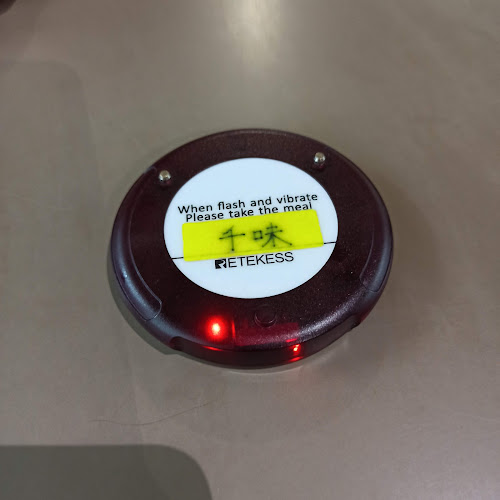 When flash and vibrate
Please take the meal
千味
RETEKESS